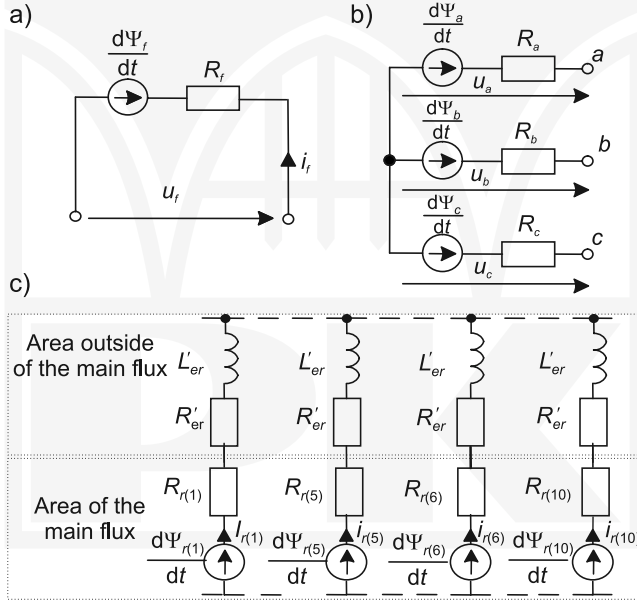 a)
dΨf
dt
Rf
if
uf
b)
dΨa
dt
Ra
a
ua
dΨb
dt
Rb
b
ub
dΨc
dt
Rc
c
uc
c)
Area outside
of the main flux
L'er
L'er
L'er
L'er
R'er
R'er
R'er
R'er
Area of the
main flux
Rr(1)
Rr(5)
Rr(6)
Rr(10)
Ir(1)
ir(5)
ir(6)
ir(10)
dΨr(1)
dt
dΨr(5)
dt
dΨr(6)
dt
dΨr(10)
dt
PK